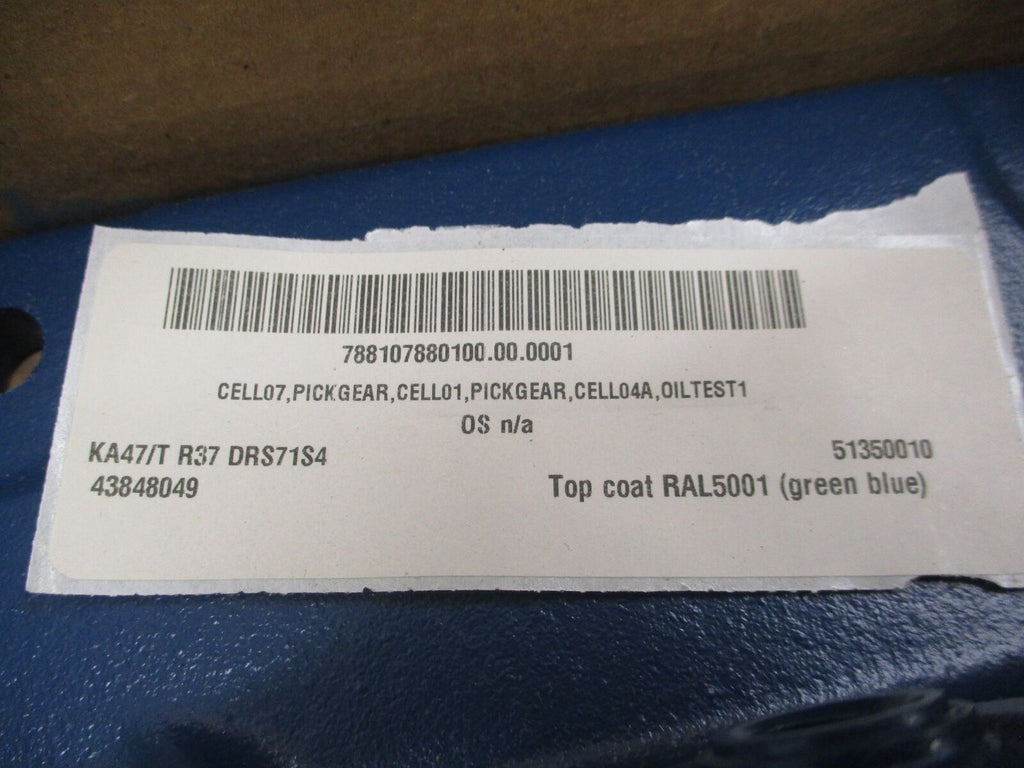 788107880100.00.0001
CELL07,PICKGEAR,CELL01,PICKGEAR,CELL04A,OILTEST1
OS n/a
KA47/T R37 DRS71S4 51350010
43848049 Top coat RAL5001 (green blue)